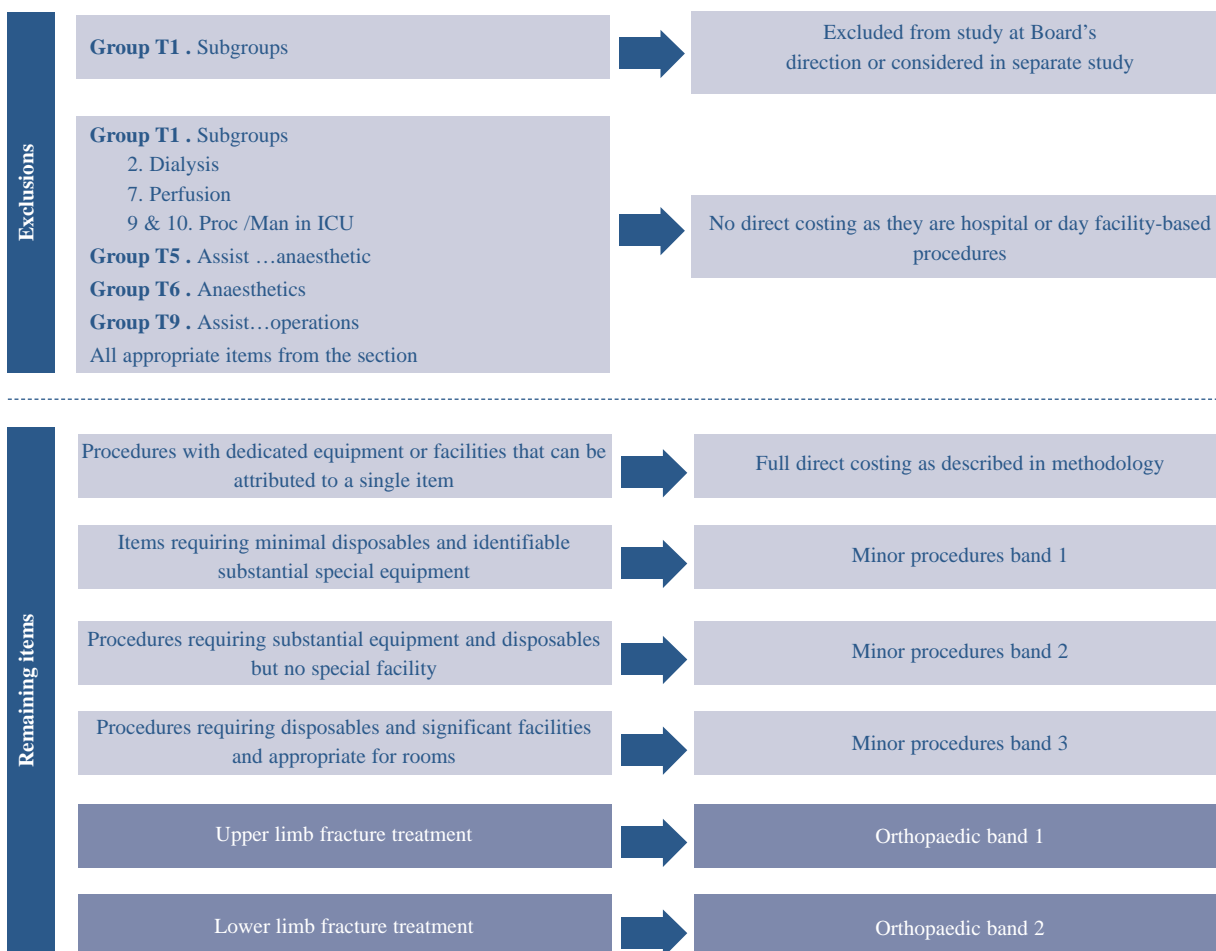 Exclusions
Group T1 . Subgroups
Excluded from study at Board's
direction or considered in separate study
Group T1 . Subgroups
2. Dialysis
7. Perfusion
9 & 10. Proc /Man in ICU
Group T5 . Assist …anaesthetic
Group T6 . Anaesthetics
Group T9 . Assist…operations
All appropriate items from the section
No direct costing as they are hospital or day facility-based
procedures
Remaining items
Procedures with dedicated equipment or facilities that can be
attributed to a single item
Full direct costing as described in methodology
Items requiring minimal disposables and identifiable
substantial special equipment
Minor procedures band 1
Procedures requiring substantial equipment and disposables
but no special facility
Minor procedures band 2
Procedures requiring disposables and significant facilities
and appropriate for rooms
Minor procedures band 3
Upper limb fracture treatment
Orthopaedic band 1
Lower limb fracture treatment
Orthopaedic band 2